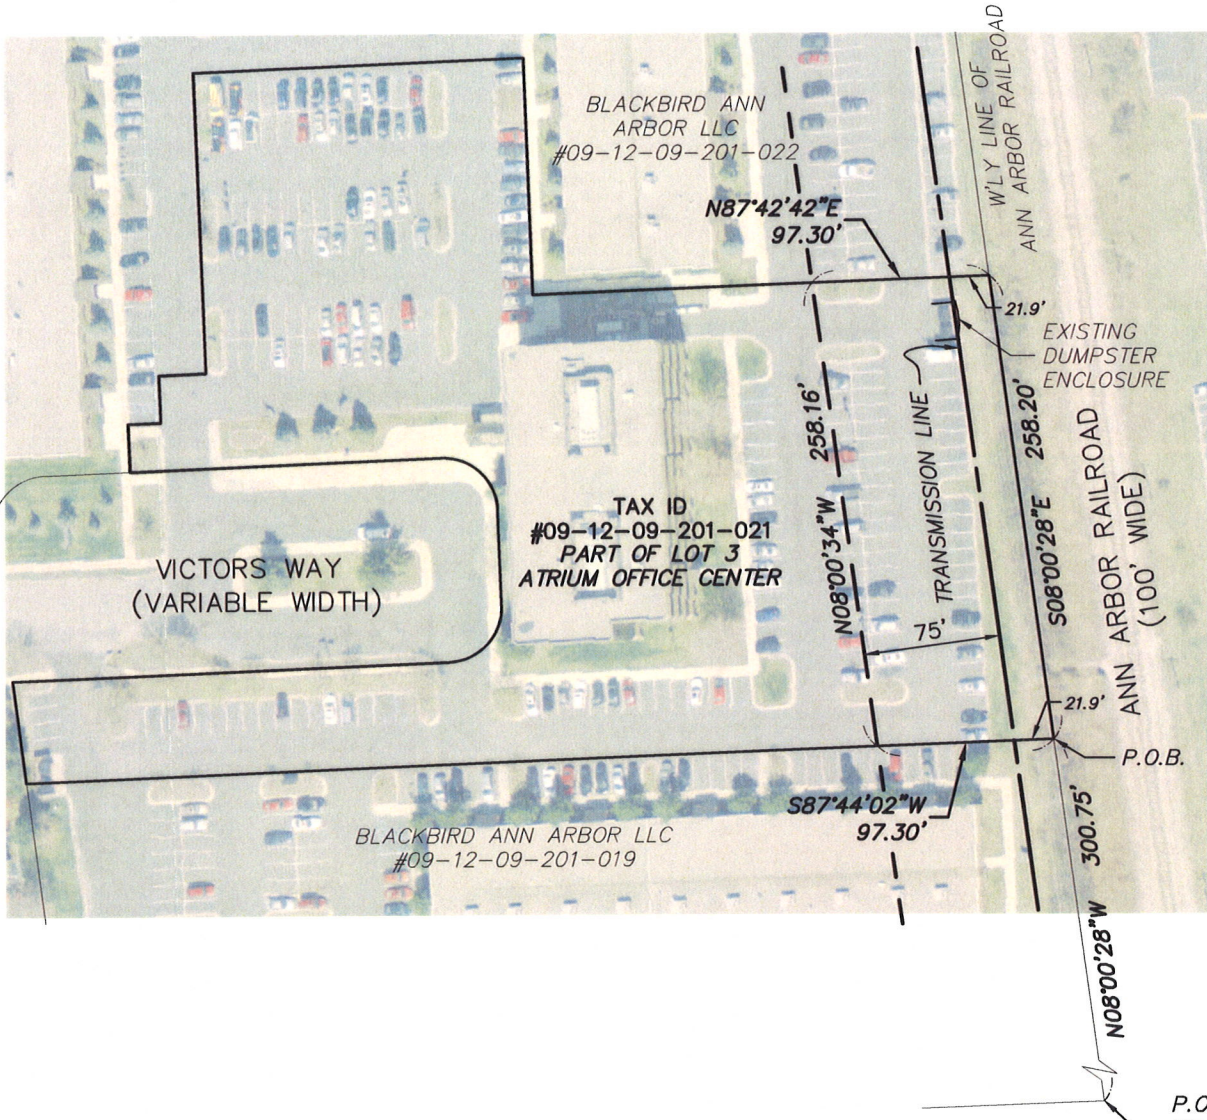 BLACKBIRD ANN
ARBOR LLC
#09-12-09-201-022
W'LY LINE OF
ANN ARBOR RAILROAD
N87°42'42"E
97.30'
21.9'
EXISTING
DUMPSTER
ENCLOSURE
258.16'
N08°00'34"W
TRANSMISSION LINE
258.20'
S08°00'28"E
ANN ARBOR RAILROAD
(100' WIDE)
TAX ID
#09-12-09-201-021
PART OF LOT 3
ATRIUM OFFICE CENTER
VICTORS WAY
(VARIABLE WIDTH)
75'
21.9'
P.O.B.
S87°44'02"W
97.30'
BLACKBIRD ANN ARBOR LLC
#09-12-09-201-019
300.75'
N08°00'28"W
P.O